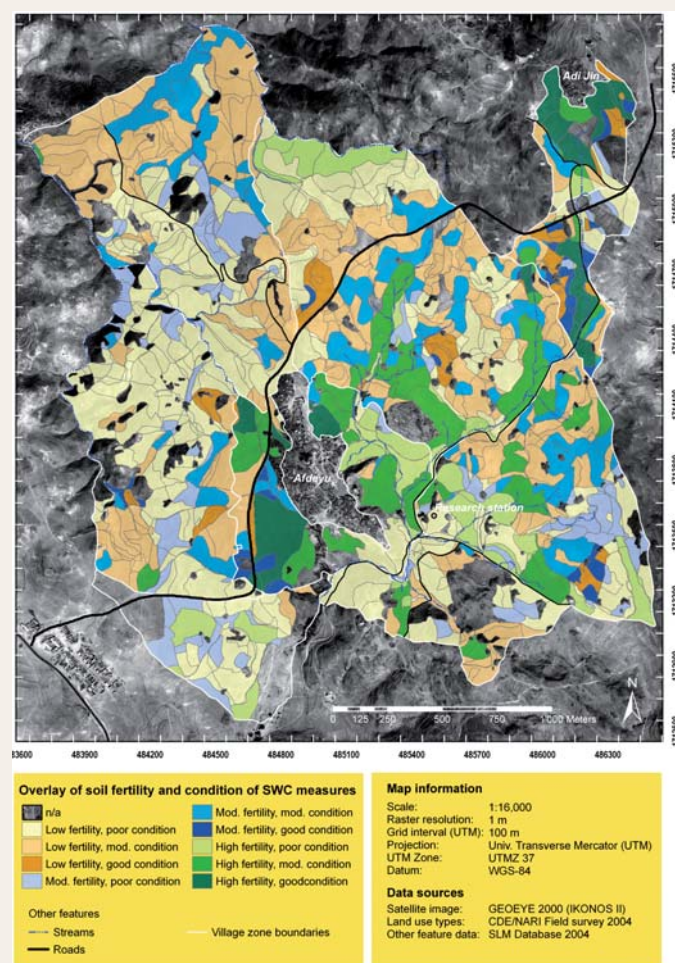 Adi Jin
Afdeyu
Research station
N
0 125 250 500 750 1 000 Meters
483600 483900 484200 484500 484800 485100 485400 485700 486000 486300
Overlay of soil fertility and condition of SWC measures
n/a
Low fertility, poor condition
Low fertility, mod. condition
Low fertility, good condition
Mod. fertility, poor condition
Mod. fertility, mod. condition
Mod. fertility, good condition
High fertility, poor condition
High fertility, mod. condition
High fertility, goodcondition
Other features
Streams
Roads
Village zone boundaries
Map information
Scale: 1:16,000
Raster resolution: 1 m
Grid interval (UTM): 100 m
Projection: Univ. Transverse Mercator (UTM)
UTM Zone: UTMZ 37
Datum: WGS-84
Data sources
Satellite image: GEOEYE 2000 (IKONOS II)
Land use types: CDE/NARI Field survey 2004
Other feature data: SLM Database 2004